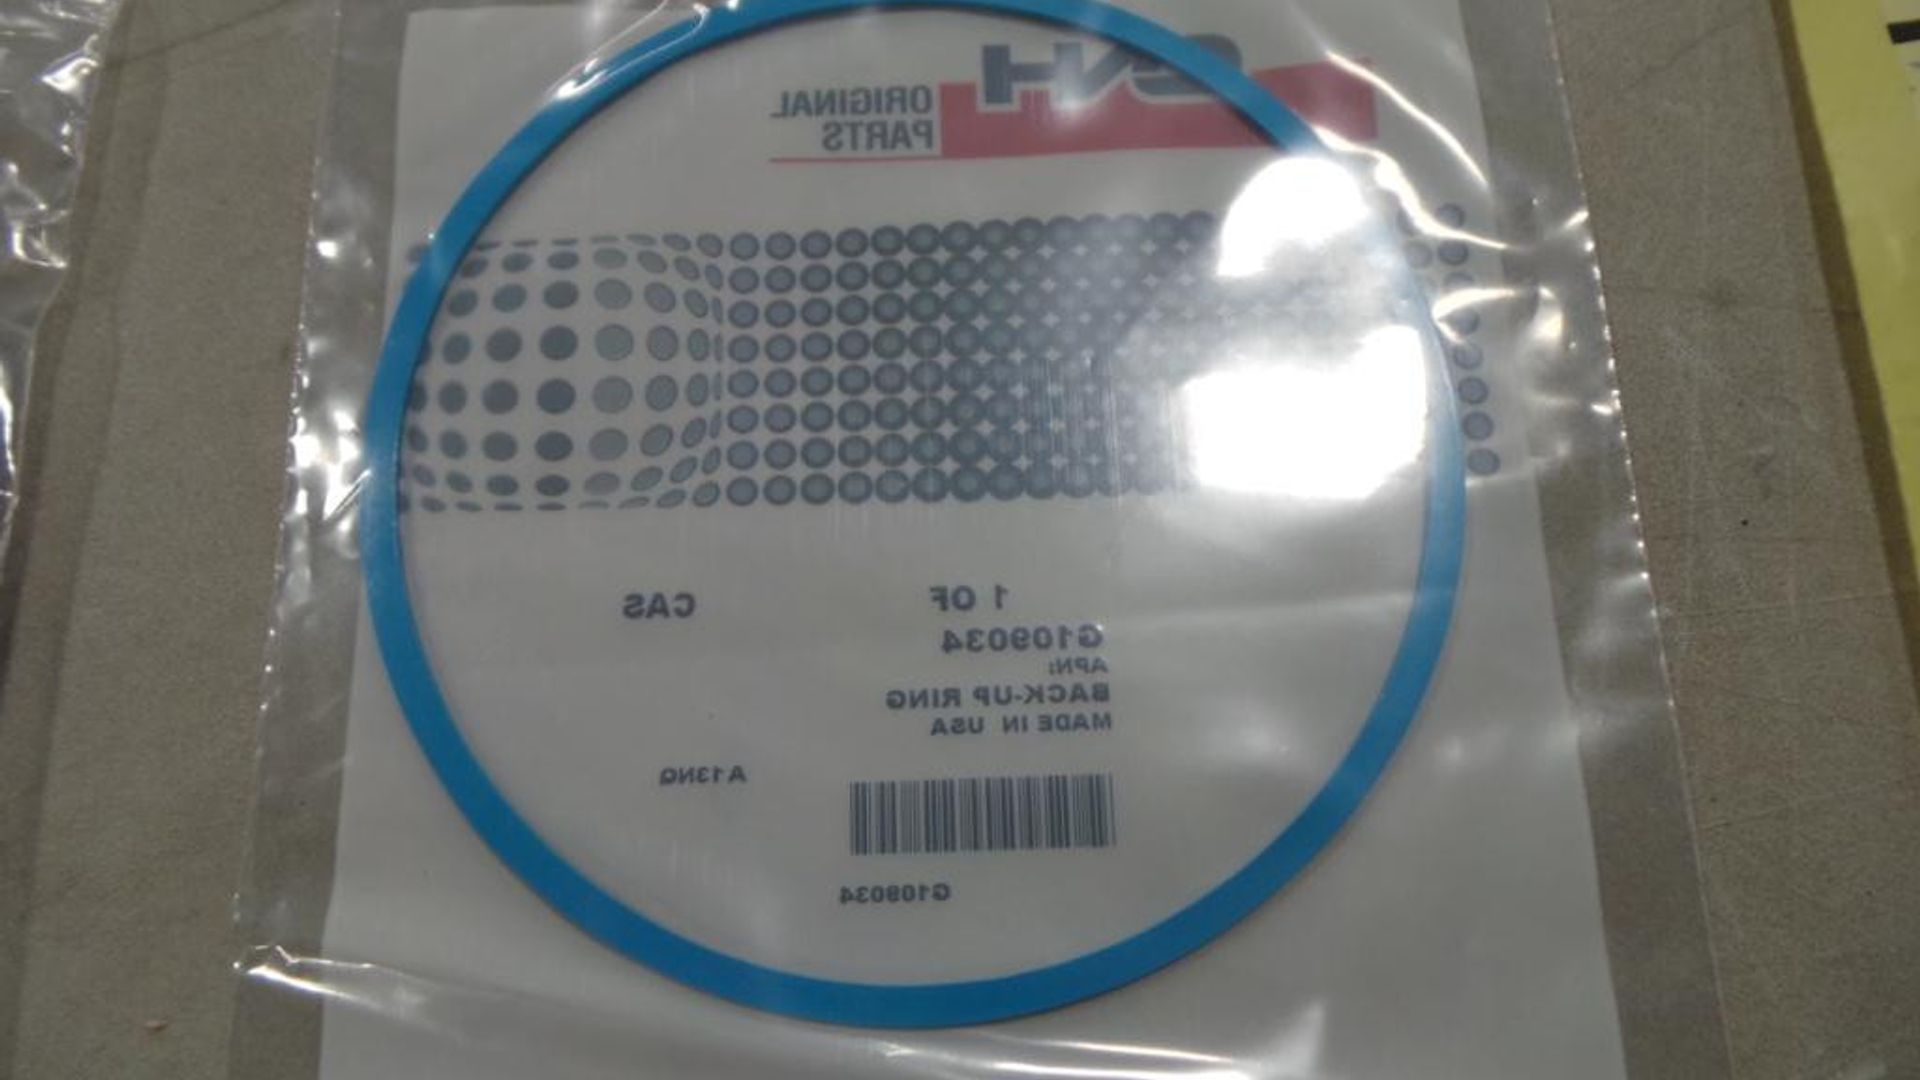 CNH
ORIGINAL
PARTS
1 OF
CAS
G109034
APN:
BACK-UP RING
MADE IN USA
A13NQ
G109034